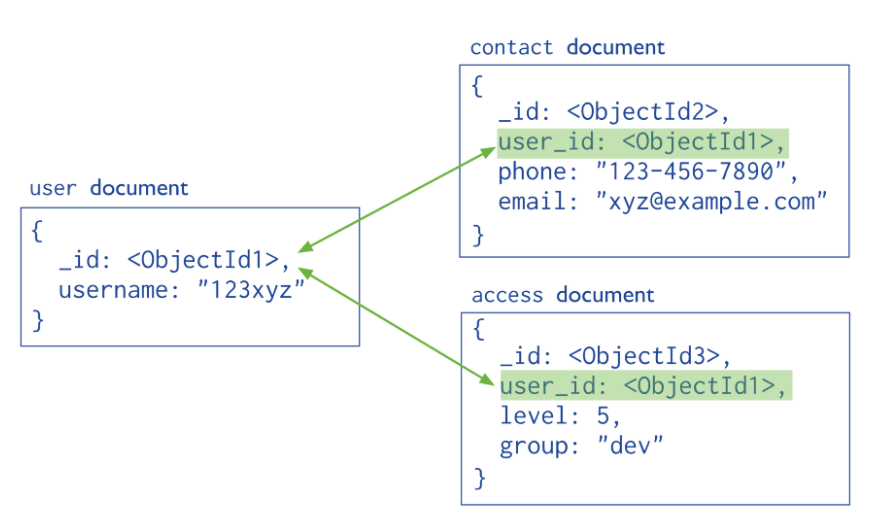 user document
{
_id: <ObjectId1>,
username: "123xyz"
}
contact document
{
_id: <ObjectId2>,
user_id: <ObjectId1>,
phone: "123-456-7890",
email: "xyz@example.com"
}
access document
{
_id: <ObjectId3>,
user_id: <ObjectId1>,
level: 5,
group: "dev"
}